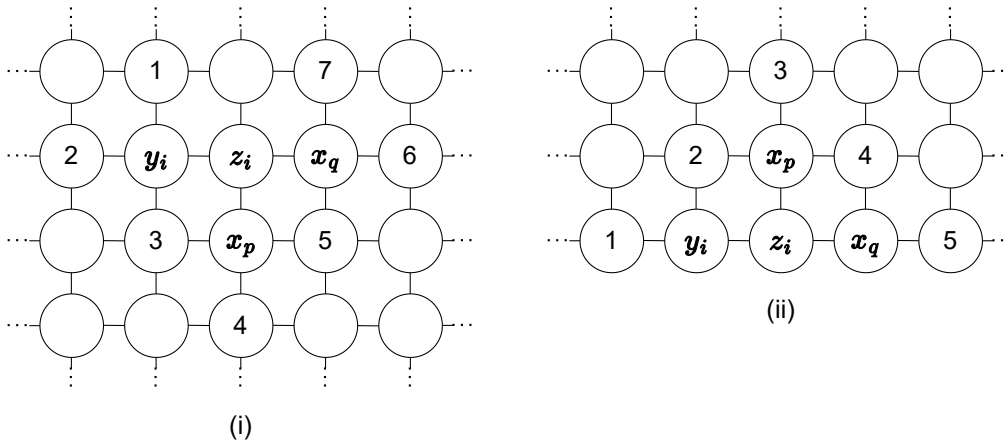 1 7
2 y_i z_i x_q 6
3 x_p 5
4
(i)
3
2 x_p 4
1 y_i z_i x_q 5
(ii)